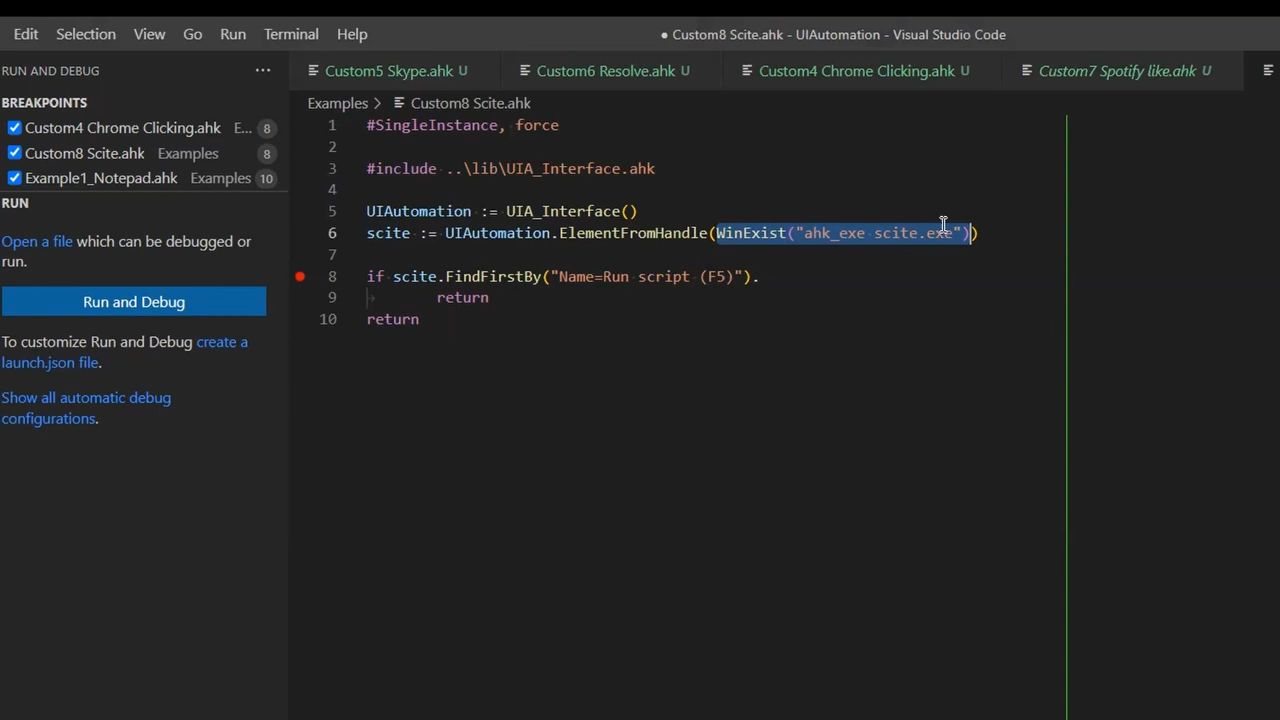 Edit Selection View Go Run Terminal Help ● Custom8 Scite.ahk - UIAutomation - Visual Studio Code
RUN AND DEBUG ...
Custom5 Skype.ahk U Custom6 Resolve.ahk U Custom4 Chrome Clicking.ahk U Custom7 Spotify like.ahk U
BREAKPOINTS
Custom4 Chrome Clicking.ahk E... 8
Custom8 Scite.ahk Examples 8
Example1_Notepad.ahk Examples 10
RUN
Open a file which can be debugged or
run.
Run and Debug
To customize Run and Debug create a
launch.json file.
Show all automatic debug
configurations.
Examples > Custom8 Scite.ahk
1 #SingleInstance, force
2
3 #include ..\lib\UIA_Interface.ahk
4
5 UIAutomation := UIA_Interface()
6 scite := UIAutomation.ElementFromHandle(WinExist("ahk_exe scite.exe"))
7
8 if scite.FindFirstBy("Name=Run script (F5)").
9 return
10 return